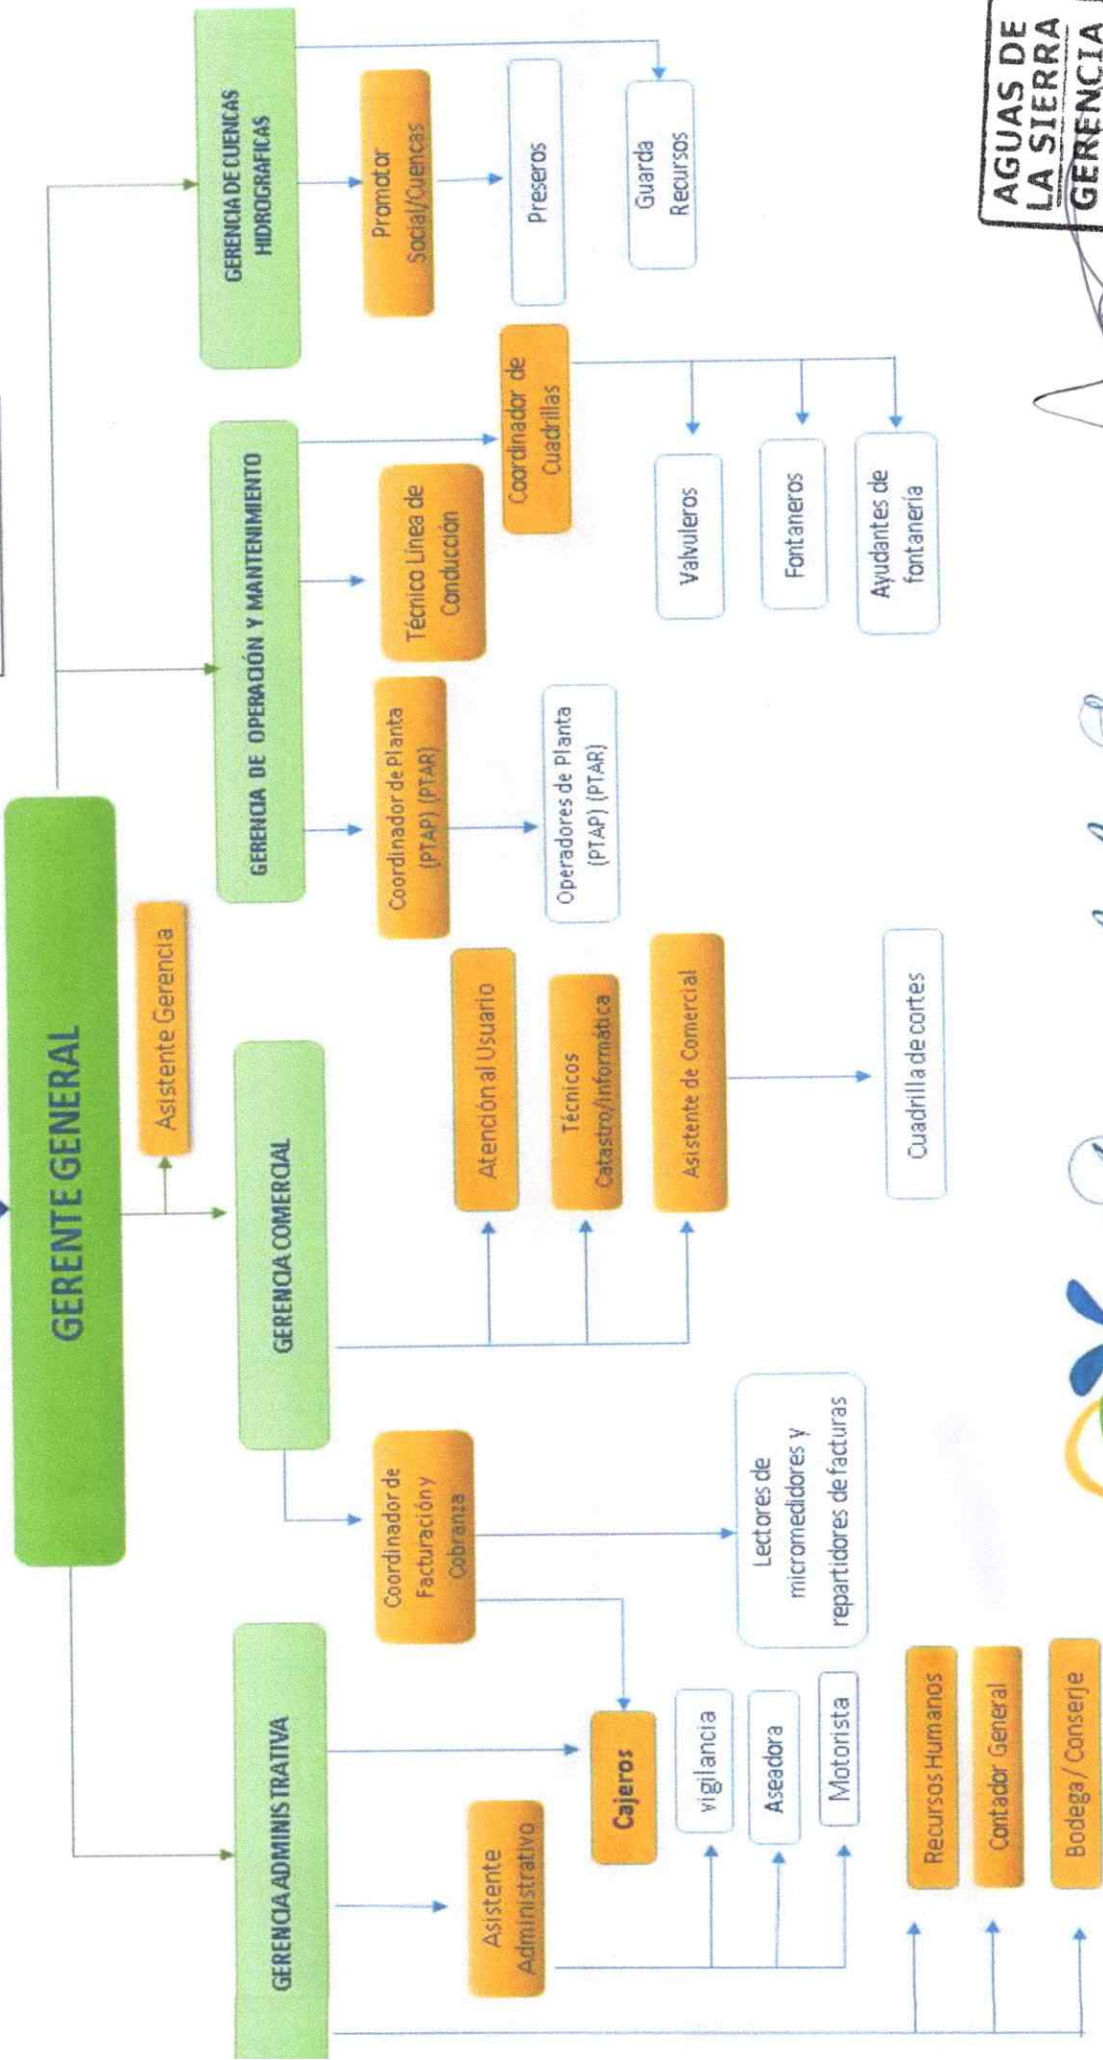 GERENTE GENERAL
Asistente Gerencia
GERENCIA ADMINISTRATIVA
GERENCIA COMERCIAL
GERENCIA DE OPERACIÓN Y MANTENIMIENTO
GERENCIA DE CUENCAS
HIDROGRAFICAS
Asistente
Administrativo
Cajeros
vigilancia
Aseadora
Motorista
Recursos Humanos
Contador General
Bodega / Conserje
Coordinador de
Facturación y
Cobranza
Lectores de
micromedidores y
repartidores de facturas
Atención al Usuario
Técnicos
Catastro/Informática
Asistente de Comercial
Cuadrilla de cortes
Coordinador de Planta
(PTAP) (PTAR)
Operadores de Planta
(PTAP) (PTAR)
Técnico Línea de
Conducción
Coordinador de
Cuadrillas
Valvuleros
Fontaneros
Ayudantes de
fontanería
Promotor
Social/Cuencas
Preseros
Guarda
Recursos
AGUAS DE
LA SIERRA
GERENCIA